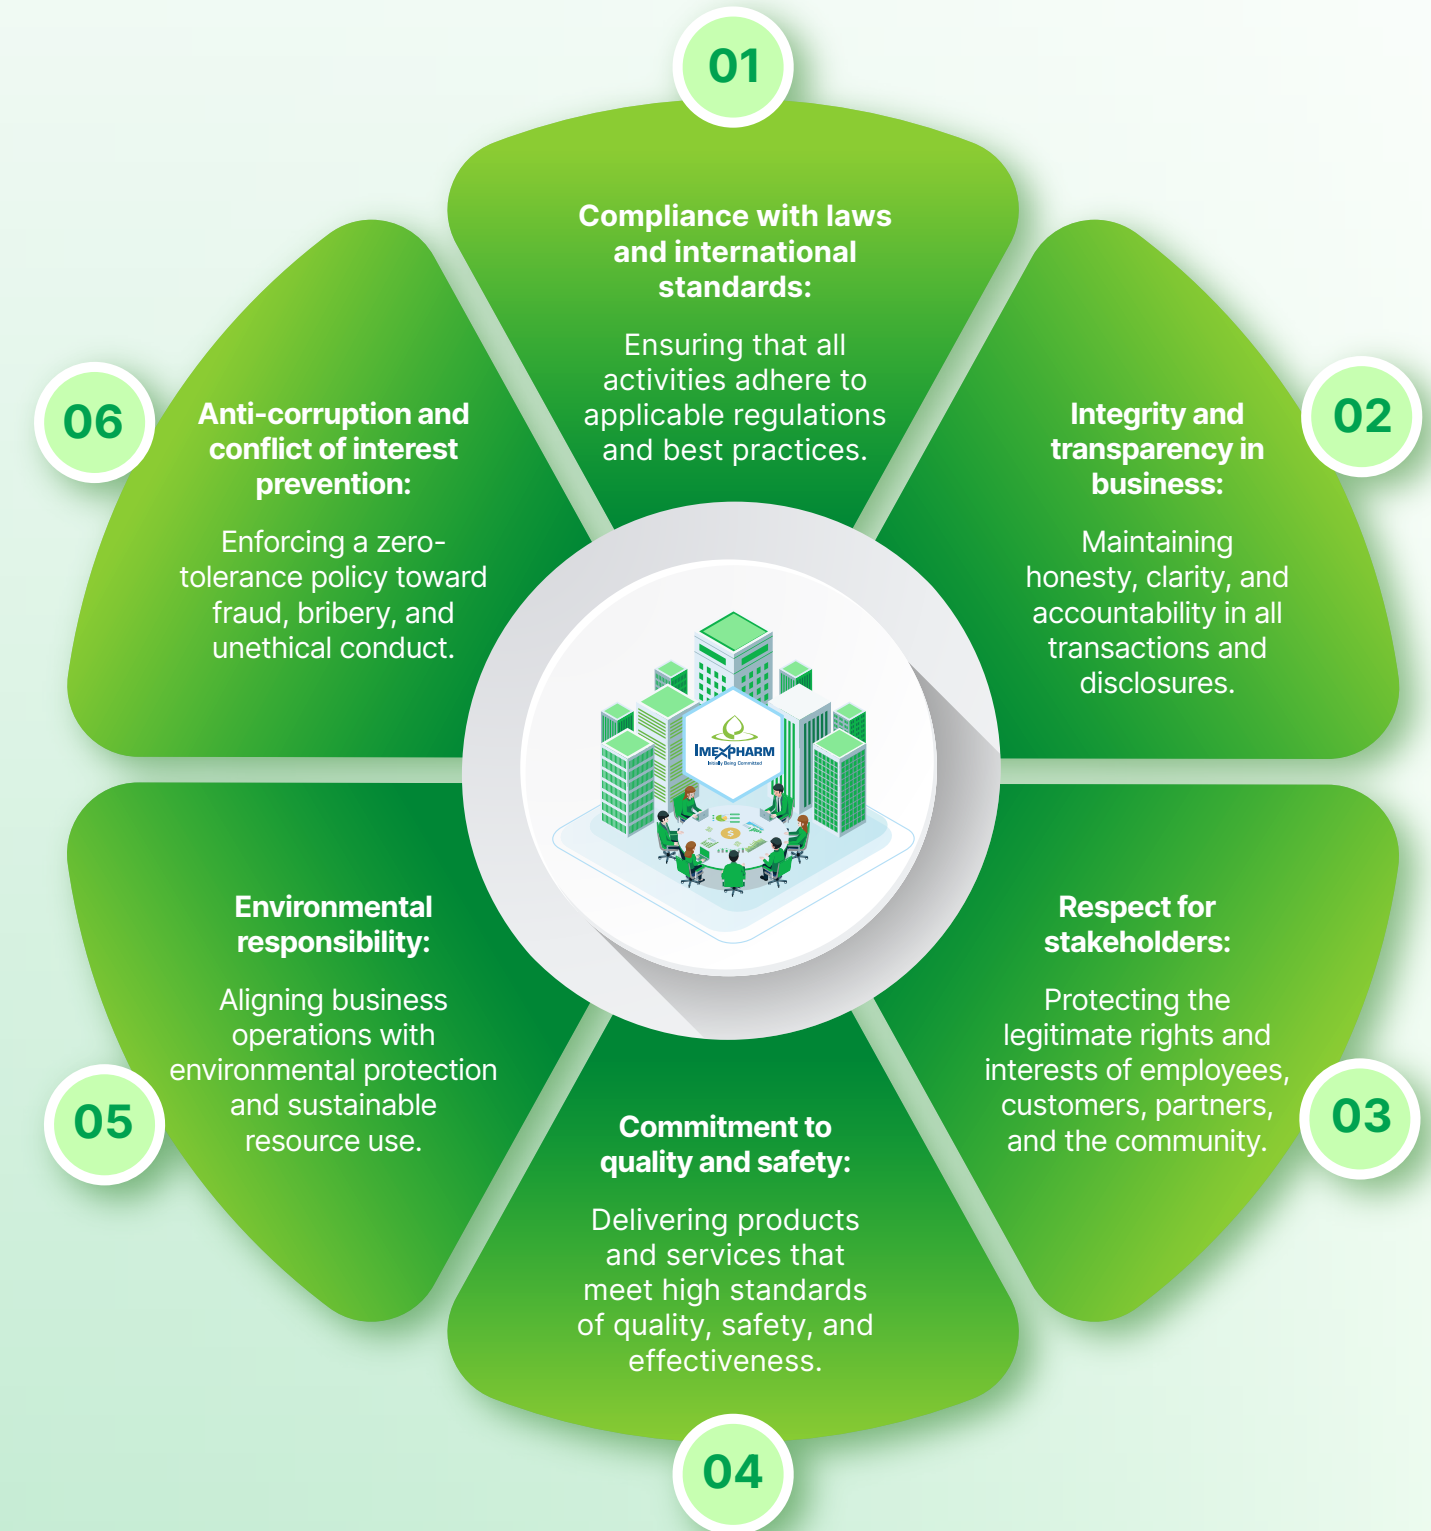 01
Compliance with laws
and international
standards:
Ensuring that all
activities adhere to
applicable regulations
and best practices.
02
Integrity and
transparency in
business:
Maintaining
honesty, clarity, and
accountability in all
transactions and
disclosures.
03
Respect for
stakeholders:
Protecting the
legitimate rights and
interests of employees,
customers, partners,
and the community.
04
Commitment to
quality and safety:
Delivering products
and services that
meet high standards
of quality, safety, and
effectiveness.
05
Environmental
responsibility:
Aligning business
operations with
environmental protection
and sustainable
resource use.
06
Anti-corruption and
conflict of interest
prevention:
Enforcing a zero-
tolerance policy toward
fraud, bribery, and
unethical conduct.
IMEXPHARM
Being Committed
$